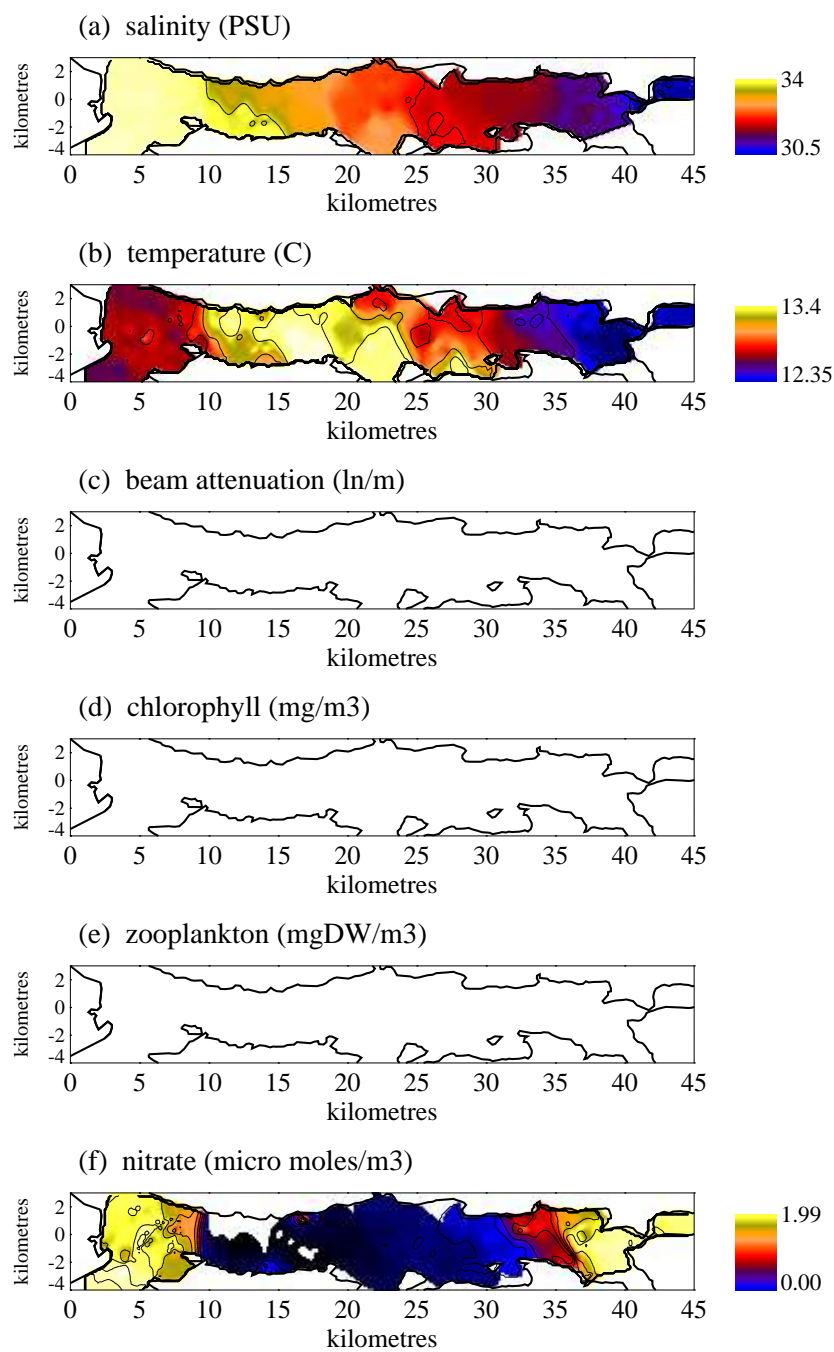 (a) salinity (PSU)
kilometres
2
0
-2
-4
0 5 10 15 20 25 30 35 40 45
kilometres
34
30.5
(b) temperature (C)
kilometres
2
0
-2
-4
0 5 10 15 20 25 30 35 40 45
kilometres
13.4
12.35
(c) beam attenuation (ln/m)
kilometres
2
0
-2
-4
0 5 10 15 20 25 30 35 40 45
kilometres
(d) chlorophyll (mg/m3)
kilometres
2
0
-2
-4
0 5 10 15 20 25 30 35 40 45
kilometres
(e) zooplankton (mgDW/m3)
kilometres
2
0
-2
-4
0 5 10 15 20 25 30 35 40 45
kilometres
(f) nitrate (micro moles/m3)
kilometres
2
0
-2
-4
0 5 10 15 20 25 30 35 40 45
kilometres
1.99
0.00